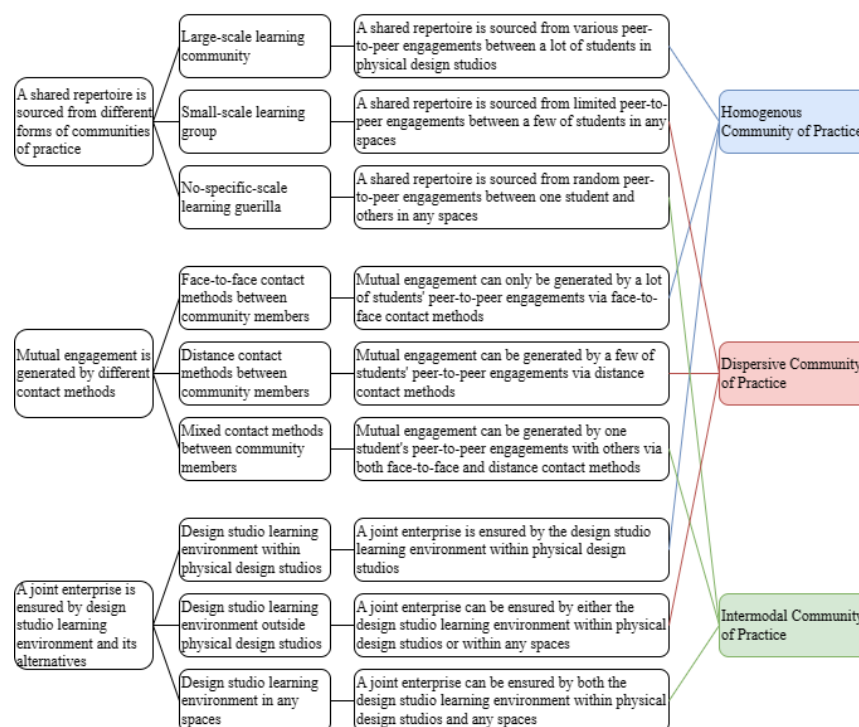 A shared repertoire is
sourced from different
forms of communities
of practice
Large-scale learning
community
A shared repertoire is sourced from various peer-
to-peer engagements between a lot of students in
physical design studios
Small-scale learning
group
A shared repertoire is sourced from limited peer-to-
peer engagements between a few of students in any
spaces
No-specific-scale
learning guerilla
A shared repertoire is sourced from random peer-
to-peer engagements between one student and
others in any spaces
Mutual engagement is
generated by different
contact methods
Face-to-face contact
methods between
community members
Mutual engagement can only be generated by a lot
of students' peer-to-peer engagements via face-to-
face contact methods
Distance contact
methods between
community members
Mutual engagement can be generated by a few of
students' peer-to-peer engagements via distance
contact methods
Mixed contact methods
between community
members
Mutual engagement can be generated by one
student's peer-to-peer engagements with others via
both face-to-face and distance contact methods
A joint enterprise is
ensured by design
studio learning
environment and its
alternatives
Design studio learning
environment within
physical design studios
A joint enterprise is ensured by the design studio
learning environment within physical design
studios
Design studio learning
environment outside
physical design studios
A joint enterprise can be ensured by either the
design studio learning environment within physical
design studios or within any spaces
Design studio learning
environment in any
spaces
A joint enterprise can be ensured by both the
design studio learning environment within physical
design studios and any spaces
Homogenous
Community of Practice
Dispersive Community
of Practice
Intermodal Community
of Practice